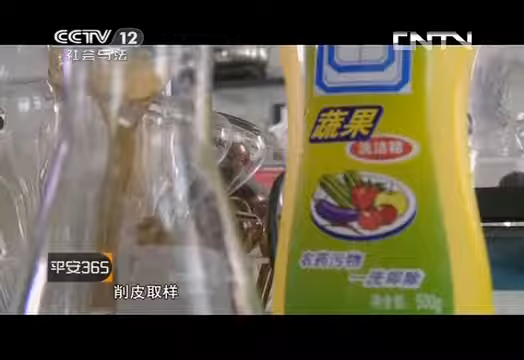 CCTV 12
社会与法
CNTV
蔬果
洗洁精
农药污物
一洗即除
净含量: 500g
平安365
削皮取样